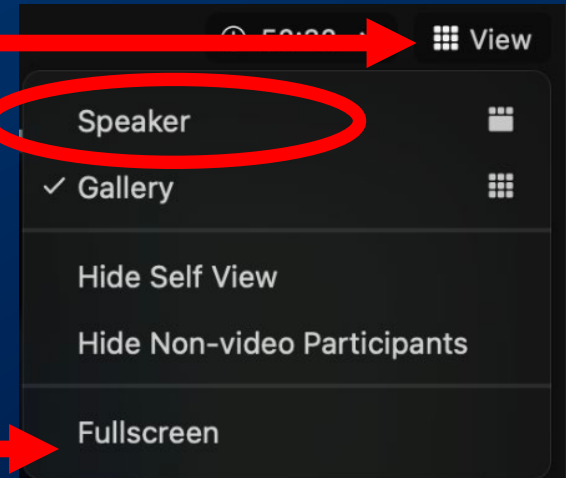 View
Speaker
Gallery
Hide Self View
Hide Non-video Participants
Fullscreen